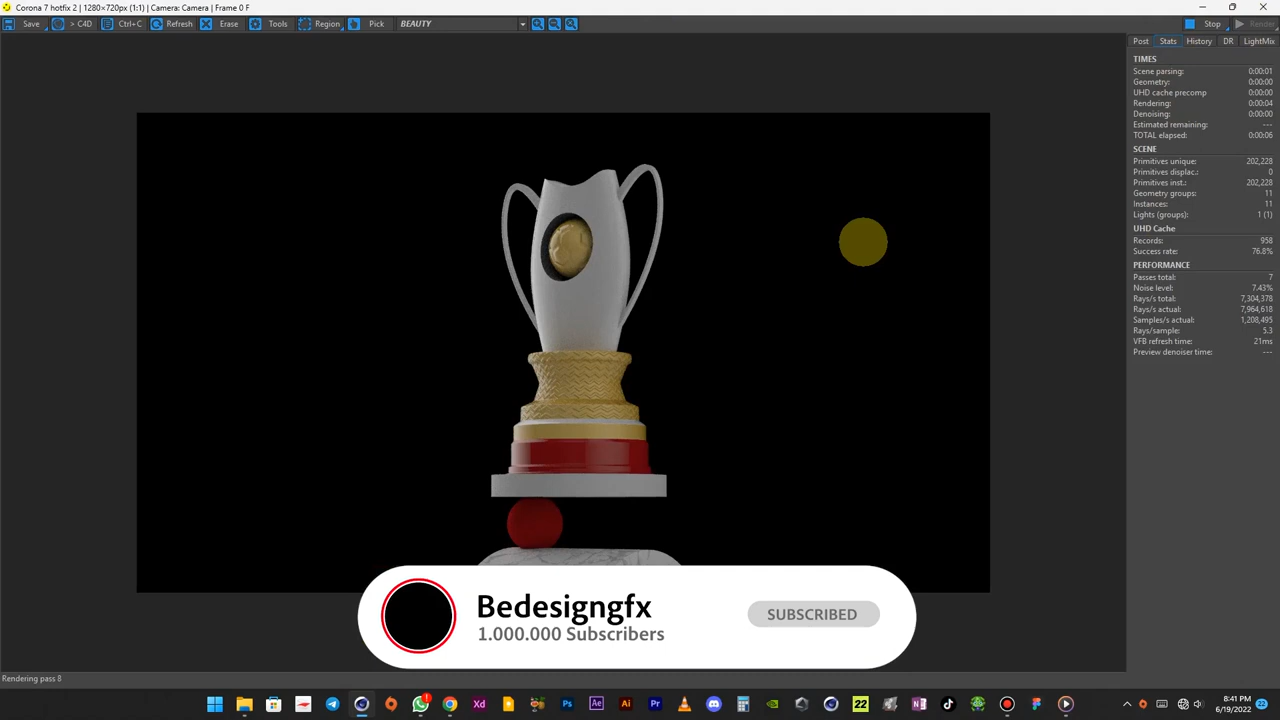 Corona 7 hotfix 2 | 1280×720px (1:1) | Camera: Camera | Frame 0 F
Save > C4D Ctrl+C Refresh Erase Tools Region Pick BEAUTY Stop Render
Post Stats History DR LightMix
TIMES
Scene parsing: 0:00:01
Geometry: 0:00:00
UHD cache precomp 0:00:00
Rendering: 0:00:04
Denoising: 0:00:00
Estimated remaining: ---
TOTAL elapsed: 0:00:06
SCENE
Primitives unique: 202,228
Primitives displac.: 0
Primitives inst.: 202,228
Geometry groups: 11
Instances: 11
Lights (groups): 1 (1)
UHD Cache
Records: 958
Success rate: 76.8%
PERFORMANCE
Passes total: 7
Noise level: 7.43%
Rays/s total: 7,304,378
Rays/s actual: 7,964,618
Samples/s actual: 1,208,495
Rays/sample: 5.3
VFB refresh time: 21ms
Preview denoiser time: ---
Bedesigngfx
1.000.000 Subscribers
SUBSCRIBED
Rendering pass 8
Xd Ps Ae Ai Pr 22 N
8:41 PM
6/19/2022